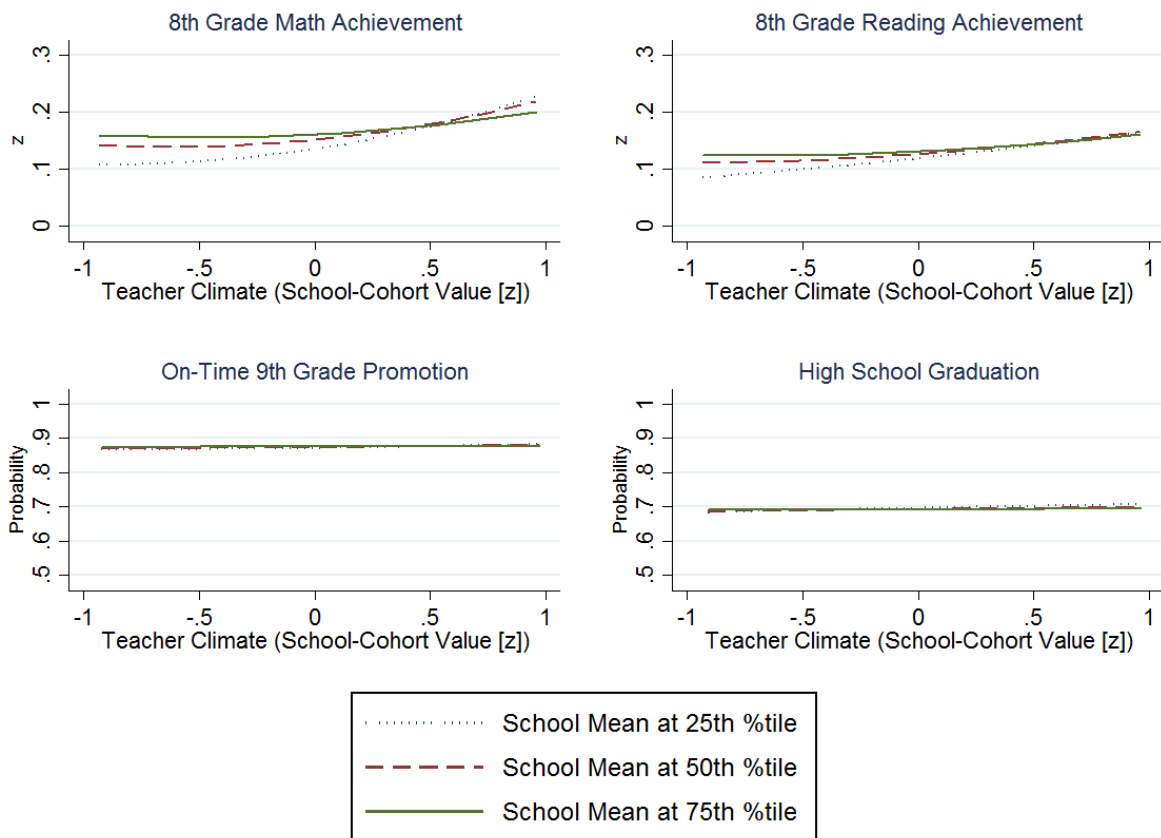 8th Grade Math Achievement
.3
.2
.1
0
z
-1 -.5 0 .5 1
Teacher Climate (School-Cohort Value [z])
8th Grade Reading Achievement
.3
.2
.1
0
z
-1 -.5 0 .5 1
Teacher Climate (School-Cohort Value [z])
On-Time 9th Grade Promotion
1
.9
.8
.7
.6
.5
Probability
-1 -.5 0 .5 1
Teacher Climate (School-Cohort Value [z])
High School Graduation
1
.9
.8
.7
.6
.5
Probability
-1 -.5 0 .5 1
Teacher Climate (School-Cohort Value [z])
School Mean at 25th %tile
School Mean at 50th %tile
School Mean at 75th %tile